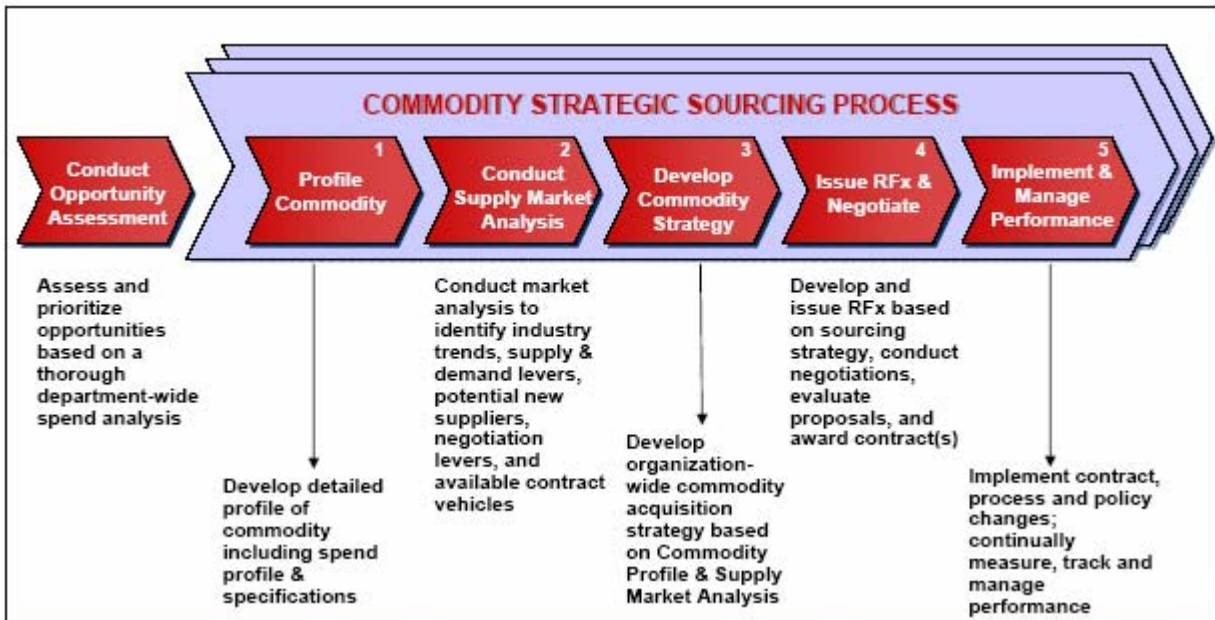 COMMODITY STRATEGIC SOURCING PROCESS
Conduct
Opportunity
Assessment
1
Profile
Commodity
2
Conduct
Supply Market
Analysis
3
Develop
Commodity
Strategy
4
Issue RFx &
Negotiate
5
Implement &
Manage
Performance
Assess and
prioritize
opportunities
based on a
thorough
department-wide
spend analysis
Develop detailed
profile of
commodity
including spend
profile &
specifications
Conduct market
analysis to
identify industry
trends, supply &
demand levers,
potential new
suppliers,
negotiation
levers, and
available contract
vehicles
Develop
organization-
wide commodity
acquisition
strategy based
on Commodity
Profile & Supply
Market Analysis
Develop and
issue RFx based
on sourcing
strategy, conduct
negotiations,
evaluate
proposals, and
award contract(s)
Implement contract,
process and policy
changes;
continually
measure, track and
manage
performance